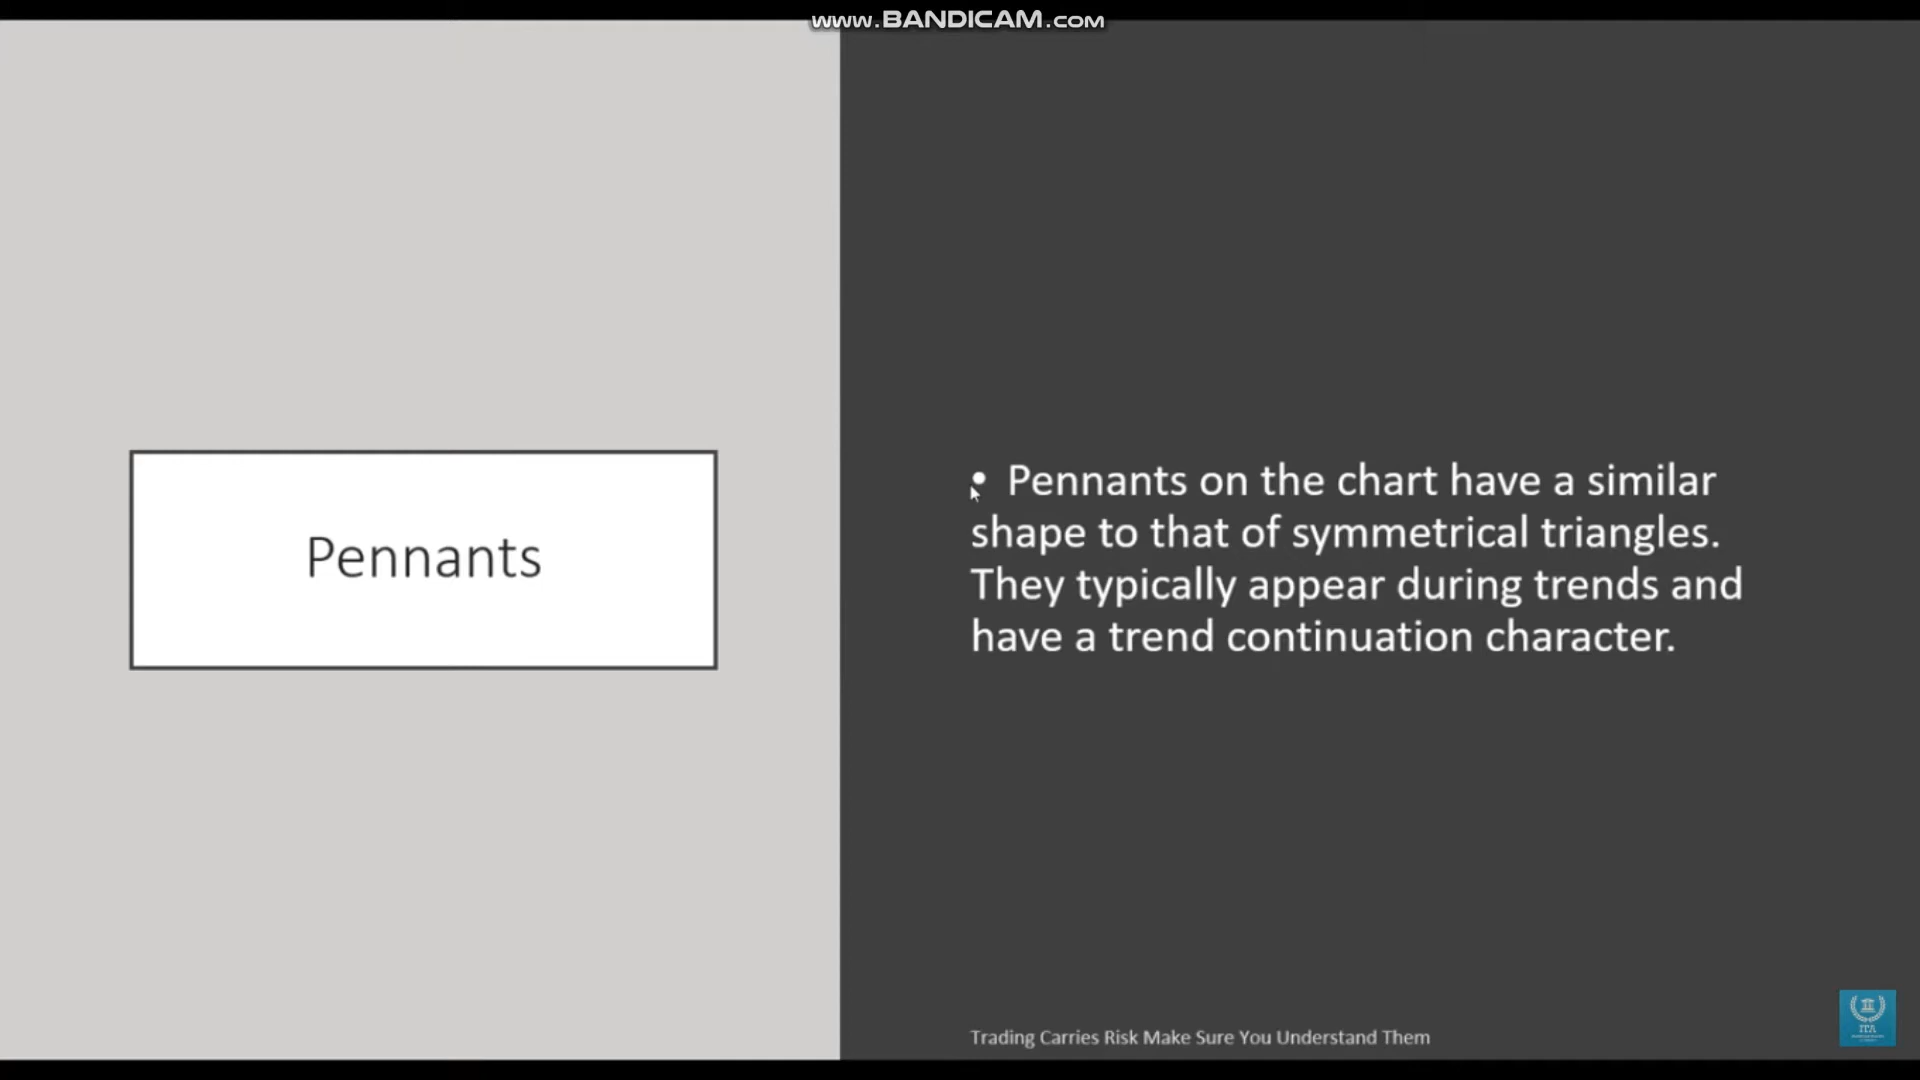 www.BANDICAM.com
Pennants
• Pennants on the chart have a similar
shape to that of symmetrical triangles.
They typically appear during trends and
have a trend continuation character.
Trading Carries Risk Make Sure You Understand Them
ITA